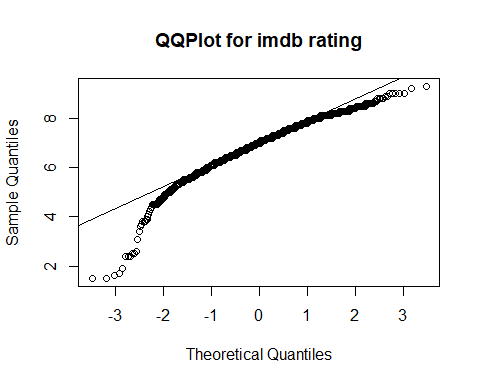 QQPlot for imdb rating
Sample Quantiles
8
6
4
2
-3 -2 -1 0 1 2 3
Theoretical Quantiles